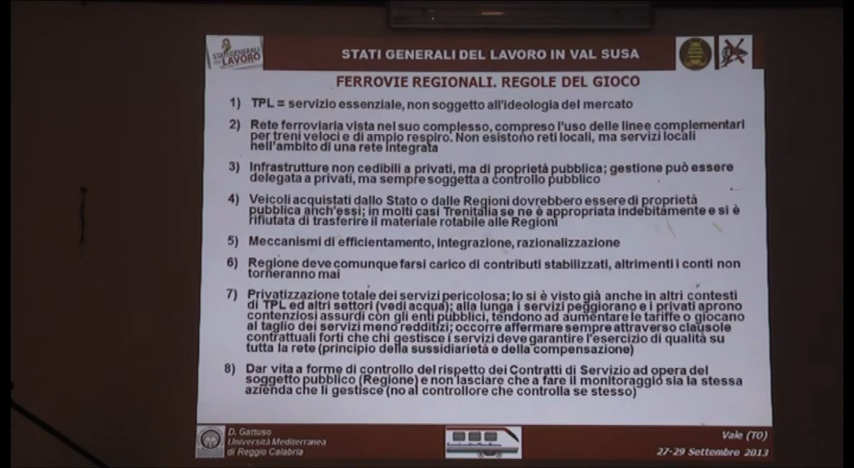 STATI GENERALI
del LAVORO
STATI GENERALI DEL LAVORO IN VAL SUSA
FERROVIE REGIONALI. REGOLE DEL GIOCO
1) TPL = servizio essenziale, non soggetto all'ideologia del mercato
2) Rete ferroviaria vista nel suo complesso, compreso l'uso delle linee complementari
per treni veloci e di ampio respiro. Non esistono reti locali, ma servizi locali
nell'ambito di una rete integrata
3) Infrastrutture non cedibili a privati, ma di proprietà pubblica; gestione può essere
delegata a privati, ma sempre soggetta a controllo pubblico
4) Veicoli acquistati dallo Stato o dalle Regioni dovrebbero essere di proprietà
pubblica anch'essi; in molti casi Trenitalia se ne è appropriata indebitamente e si è
rifiutata di trasferire il materiale rotabile alle Regioni
5) Meccanismi di efficientamento, integrazione, razionalizzazione
6) Regione deve comunque farsi carico di contributi stabilizzati, altrimenti i conti non
torneranno mai
7) Privatizzazione totale dei servizi pericolosa; lo si è visto già anche in altri contesti
di TPL ed altri settori (vedi acqua); alla lunga i servizi peggiorano e i privati aprono
contenziosi assurdi con gli enti pubblici, tendono ad aumentare le tariffe o giocano
al taglio dei servizi meno redditizi; occorre affermare sempre attraverso clausole
contrattuali forti che chi gestisce i servizi deve garantire l'esercizio di qualità su
tutta la rete (principio della sussidiarietà e della compensazione)
8) Dar vita a forme di controllo del rispetto dei Contratti di Servizio ad opera del
soggetto pubblico (Regione) e non lasciare che a fare il monitoraggio sia la stessa
azienda che li gestisce (no al controllore che controlla se stesso)
D. Gattuso
Università Mediterranea
di Reggio Calabria
Vaie (TO)
27-29 Settembre 2013